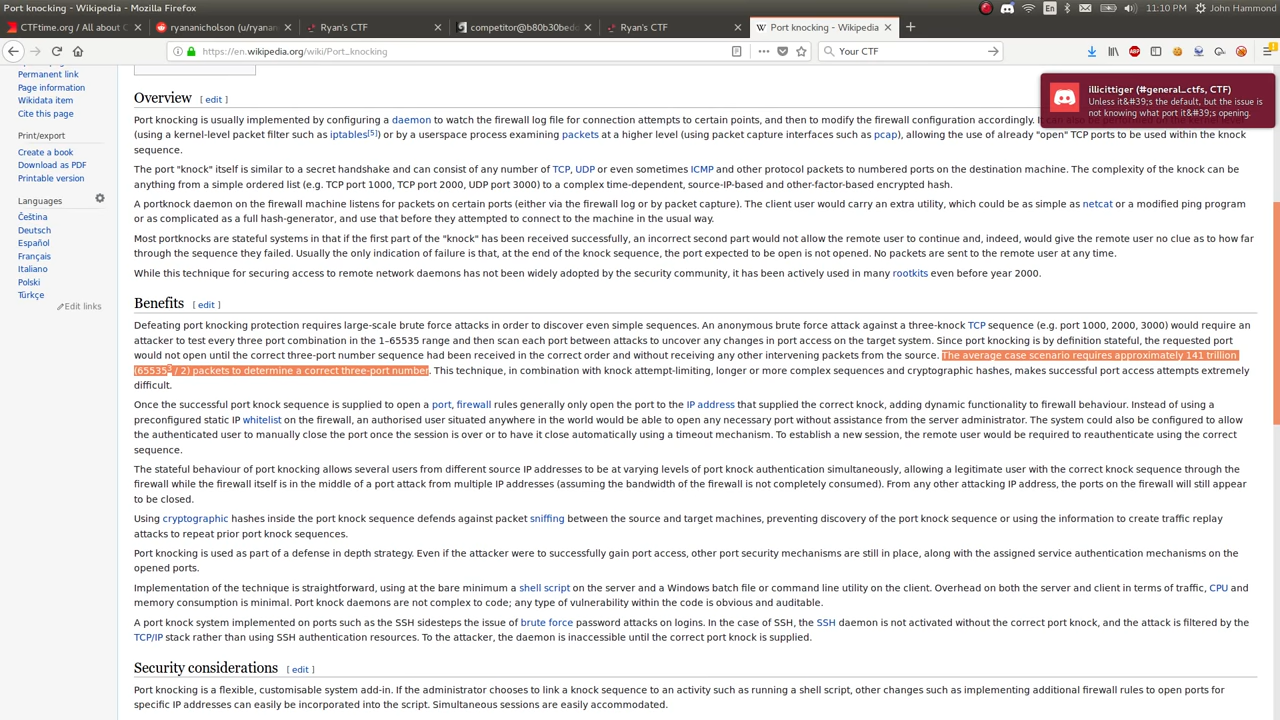 Port knocking - Wikipedia - Mozilla Firefox
En
11:10 PM
John Hammond
CTFtime.org / All about C
ryananicholson (u/ryanan
Ryan's CTF
competitor@b80b30bede
Ryan's CTF
W Port knocking - Wikipedia
https://en.wikipedia.org/wiki/Port_knocking
Your CTF
ABP
illicittiger (#general_ctfs, CTF)
Unless it&#39;s the default, but the issue is
not knowing what port it&#39;s opening.
Permanent link
Page information
Wikidata item
Cite this page
Print/export
Create a book
Download as PDF
Printable version
Languages
Čeština
Deutsch
Español
Français
Italiano
Polski
Türkçe
Edit links
Overview [ edit ]
Port knocking is usually implemented by configuring a daemon to watch the firewall log file for connection attempts to certain points, and then to modify the firewall configuration accordingly.
(using a kernel-level packet filter such as iptables[5]) or by a userspace process examining packets at a higher level (using packet capture interfaces such as pcap), allowing the use of already "open" TCP ports to be used within the knock
sequence.
The port "knock" itself is similar to a secret handshake and can consist of any number of TCP, UDP or even sometimes ICMP and other protocol packets to numbered ports on the destination machine. The complexity of the knock can be
anything from a simple ordered list (e.g. TCP port 1000, TCP port 2000, UDP port 3000) to a complex time-dependent, source-IP-based and other-factor-based encrypted hash.
A portknock daemon on the firewall machine listens for packets on certain ports (either via the firewall log or by packet capture). The client user would carry an extra utility, which could be as simple as netcat or a modified ping program
or as complicated as a full hash-generator, and use that before they attempted to connect to the machine in the usual way.
Most portknocks are stateful systems in that if the first part of the "knock" has been received successfully, an incorrect second part would not allow the remote user to continue and, indeed, would give the remote user no clue as to how far
through the sequence they failed. Usually the only indication of failure is that, at the end of the knock sequence, the port expected to be open is not opened. No packets are sent to the remote user at any time.
While this technique for securing access to remote network daemons has not been widely adopted by the security community, it has been actively used in many rootkits even before year 2000.
Benefits [ edit ]
Defeating port knocking protection requires large-scale brute force attacks in order to discover even simple sequences. An anonymous brute force attack against a three-knock TCP sequence (e.g. port 1000, 2000, 3000) would require an
attacker to test every three port combination in the 1–65535 range and then scan each port between attacks to uncover any changes in port access on the target system. Since port knocking is by definition stateful, the requested port
would not open until the correct three-port number sequence had been received in the correct order and without receiving any other intervening packets from the source. The average case scenario requires approximately 141 trillion
(65535³ / 2) packets to determine a correct three-port number. This technique, in combination with knock attempt-limiting, longer or more complex sequences and cryptographic hashes, makes successful port access attempts extremely
difficult.
Once the successful port knock sequence is supplied to open a port, firewall rules generally only open the port to the IP address that supplied the correct knock, adding dynamic functionality to firewall behaviour. Instead of using a
preconfigured static IP whitelist on the firewall, an authorised user situated anywhere in the world would be able to open any necessary port without assistance from the server administrator. The system could also be configured to allow
the authenticated user to manually close the port once the session is over or to have it close automatically using a timeout mechanism. To establish a new session, the remote user would be required to reauthenticate using the correct
sequence.
The stateful behaviour of port knocking allows several users from different source IP addresses to be at varying levels of port knock authentication simultaneously, allowing a legitimate user with the correct knock sequence through the
firewall while the firewall itself is in the middle of a port attack from multiple IP addresses (assuming the bandwidth of the firewall is not completely consumed). From any other attacking IP address, the ports on the firewall will still appear
to be closed.
Using cryptographic hashes inside the port knock sequence defends against packet sniffing between the source and target machines, preventing discovery of the port knock sequence or using the information to create traffic replay
attacks to repeat prior port knock sequences.
Port knocking is used as part of a defense in depth strategy. Even if the attacker were to successfully gain port access, other port security mechanisms are still in place, along with the assigned service authentication mechanisms on the
opened ports.
Implementation of the technique is straightforward, using at the bare minimum a shell script on the server and a Windows batch file or command line utility on the client. Overhead on both the server and client in terms of traffic, CPU and
memory consumption is minimal. Port knock daemons are not complex to code; any type of vulnerability within the code is obvious and auditable.
A port knock system implemented on ports such as the SSH sidesteps the issue of brute force password attacks on logins. In the case of SSH, the SSH daemon is not activated without the correct port knock, and the attack is filtered by the
TCP/IP stack rather than using SSH authentication resources. To the attacker, the daemon is inaccessible until the correct port knock is supplied.
Security considerations [ edit ]
Port knocking is a flexible, customisable system add-in. If the administrator chooses to link a knock sequence to an activity such as running a shell script, other changes such as implementing additional firewall rules to open ports for
specific IP addresses can easily be incorporated into the script. Simultaneous sessions are easily accommodated.